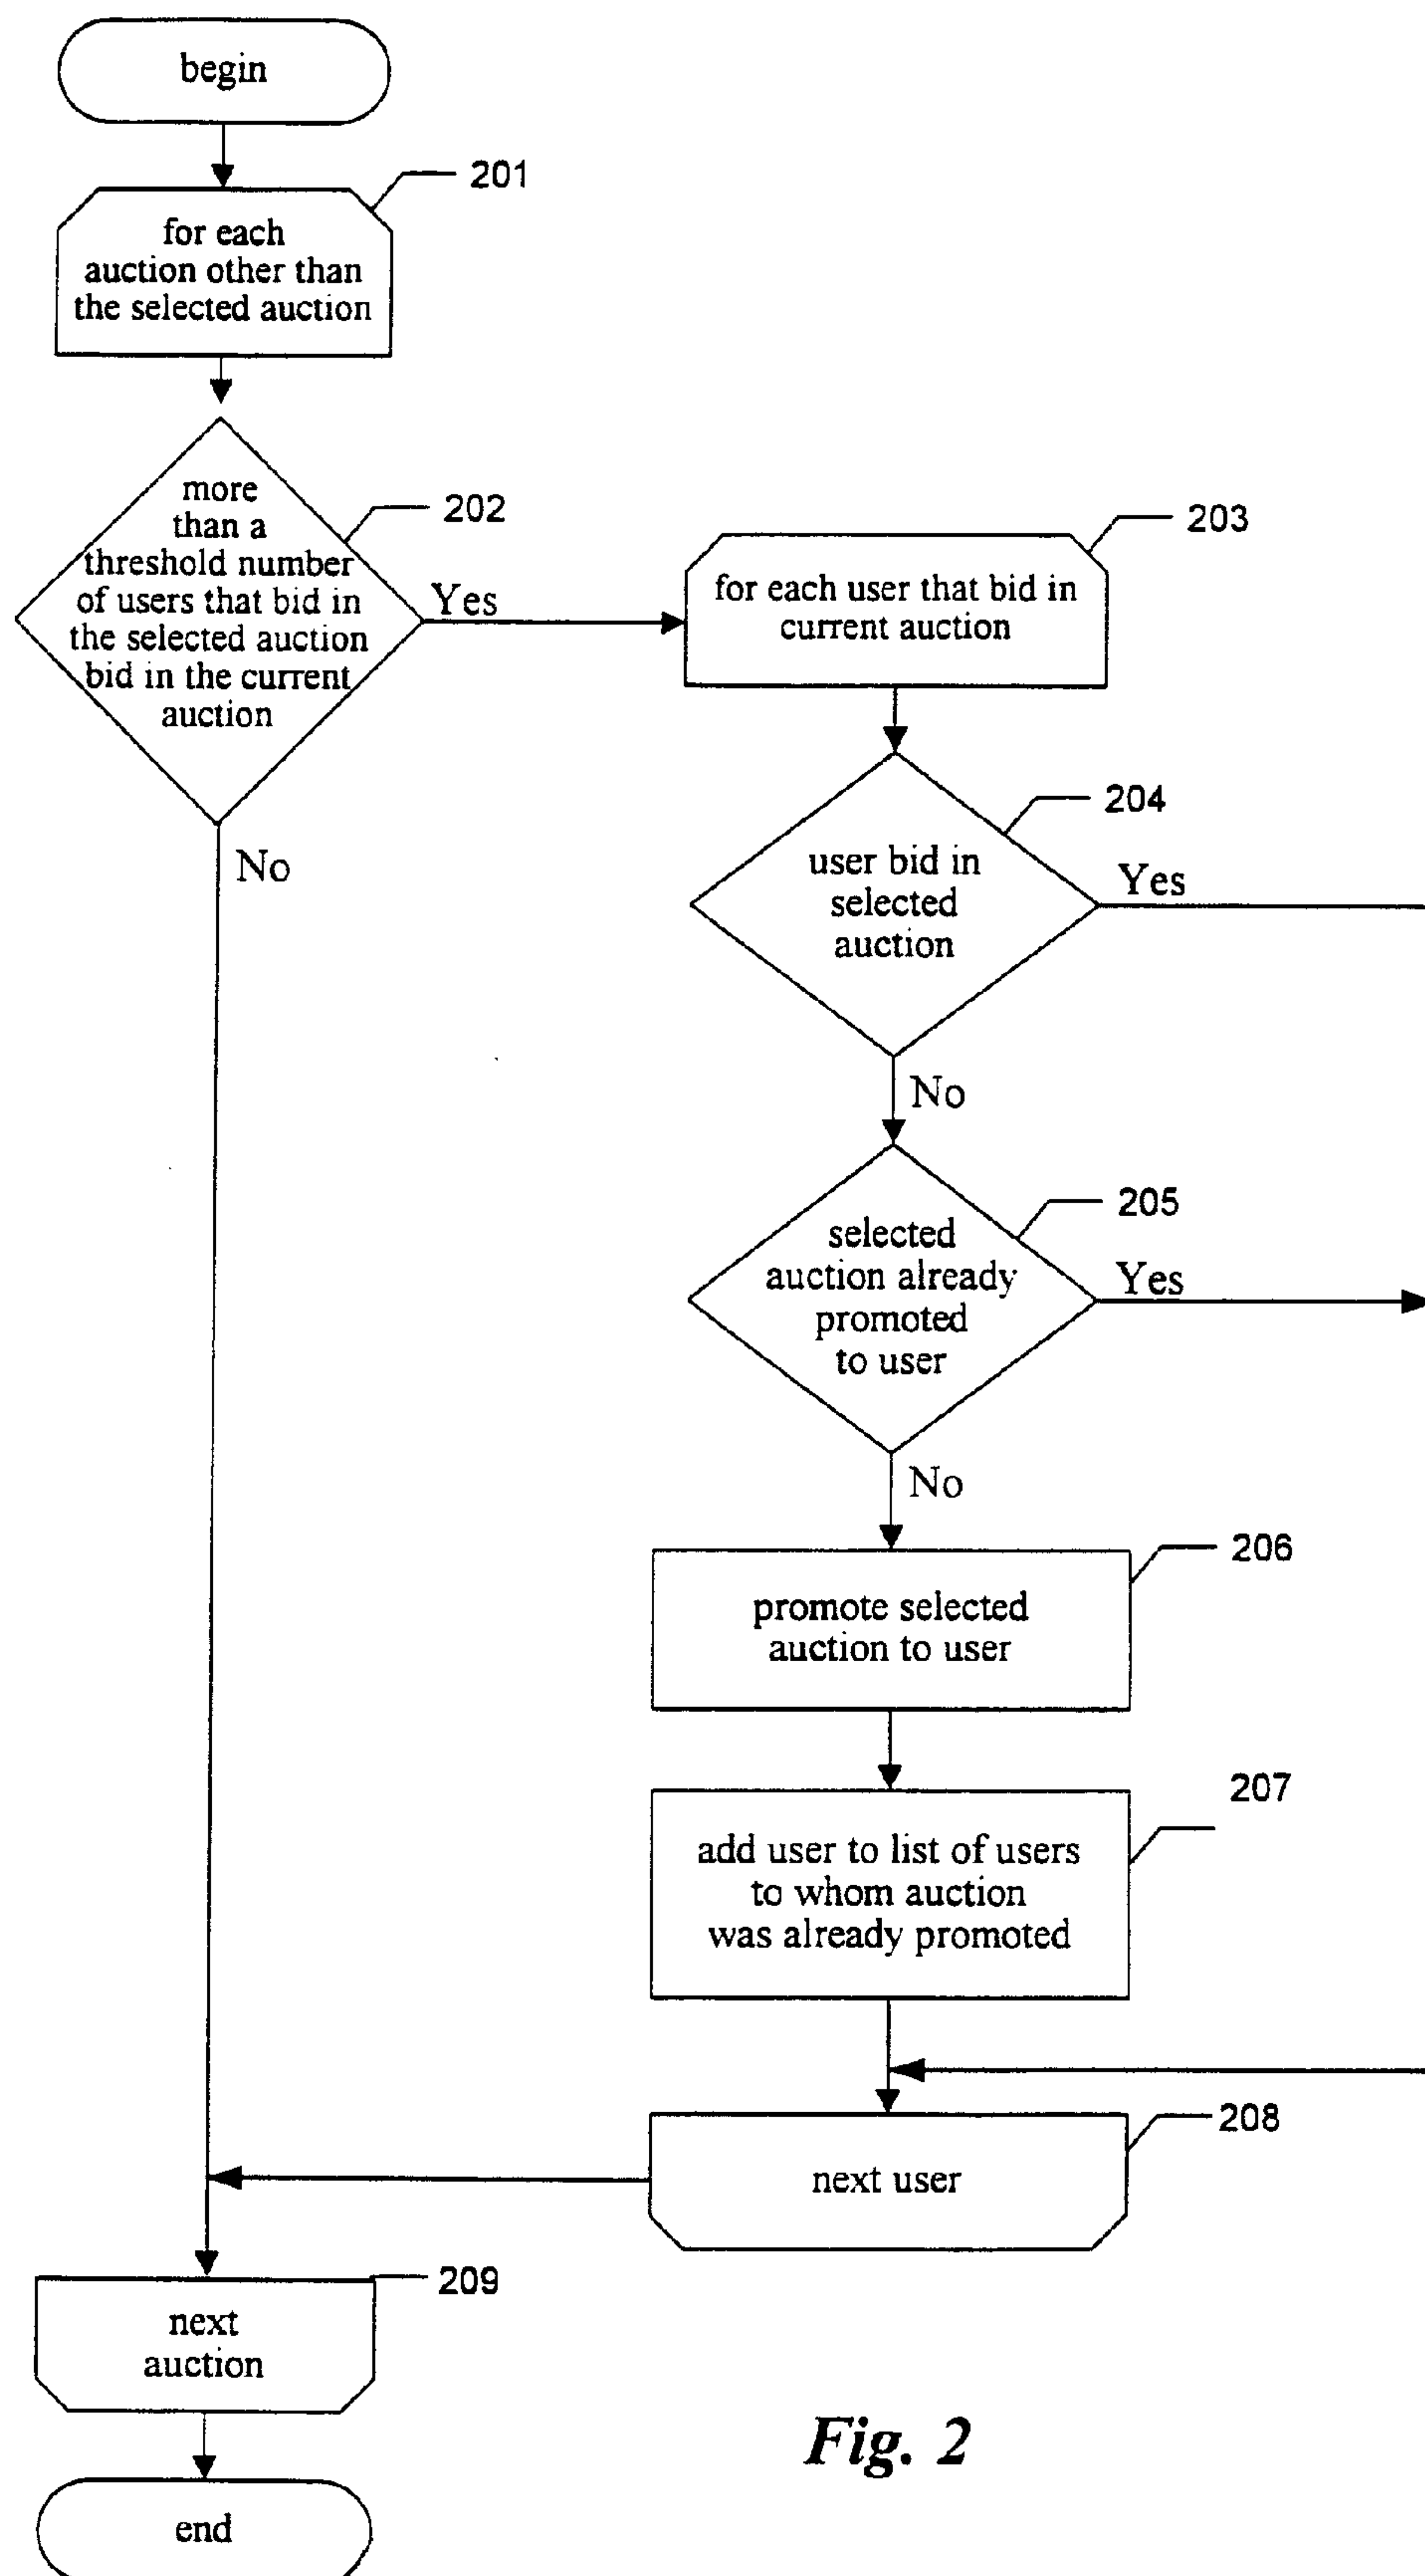 begin
201
for each
auction other than
the selected auction
202
more
than a
threshold number
of users that bid in
the selected auction
bid in the current
auction
Yes
No
203
for each user that bid in
current auction
204
user bid in
selected
auction
Yes
No
205
selected
auction already
promoted
to user
Yes
No
206
promote selected
auction to user
207
add user to list of users
to whom auction
was already promoted
208
next user
209
next
auction
end
Fig. 2